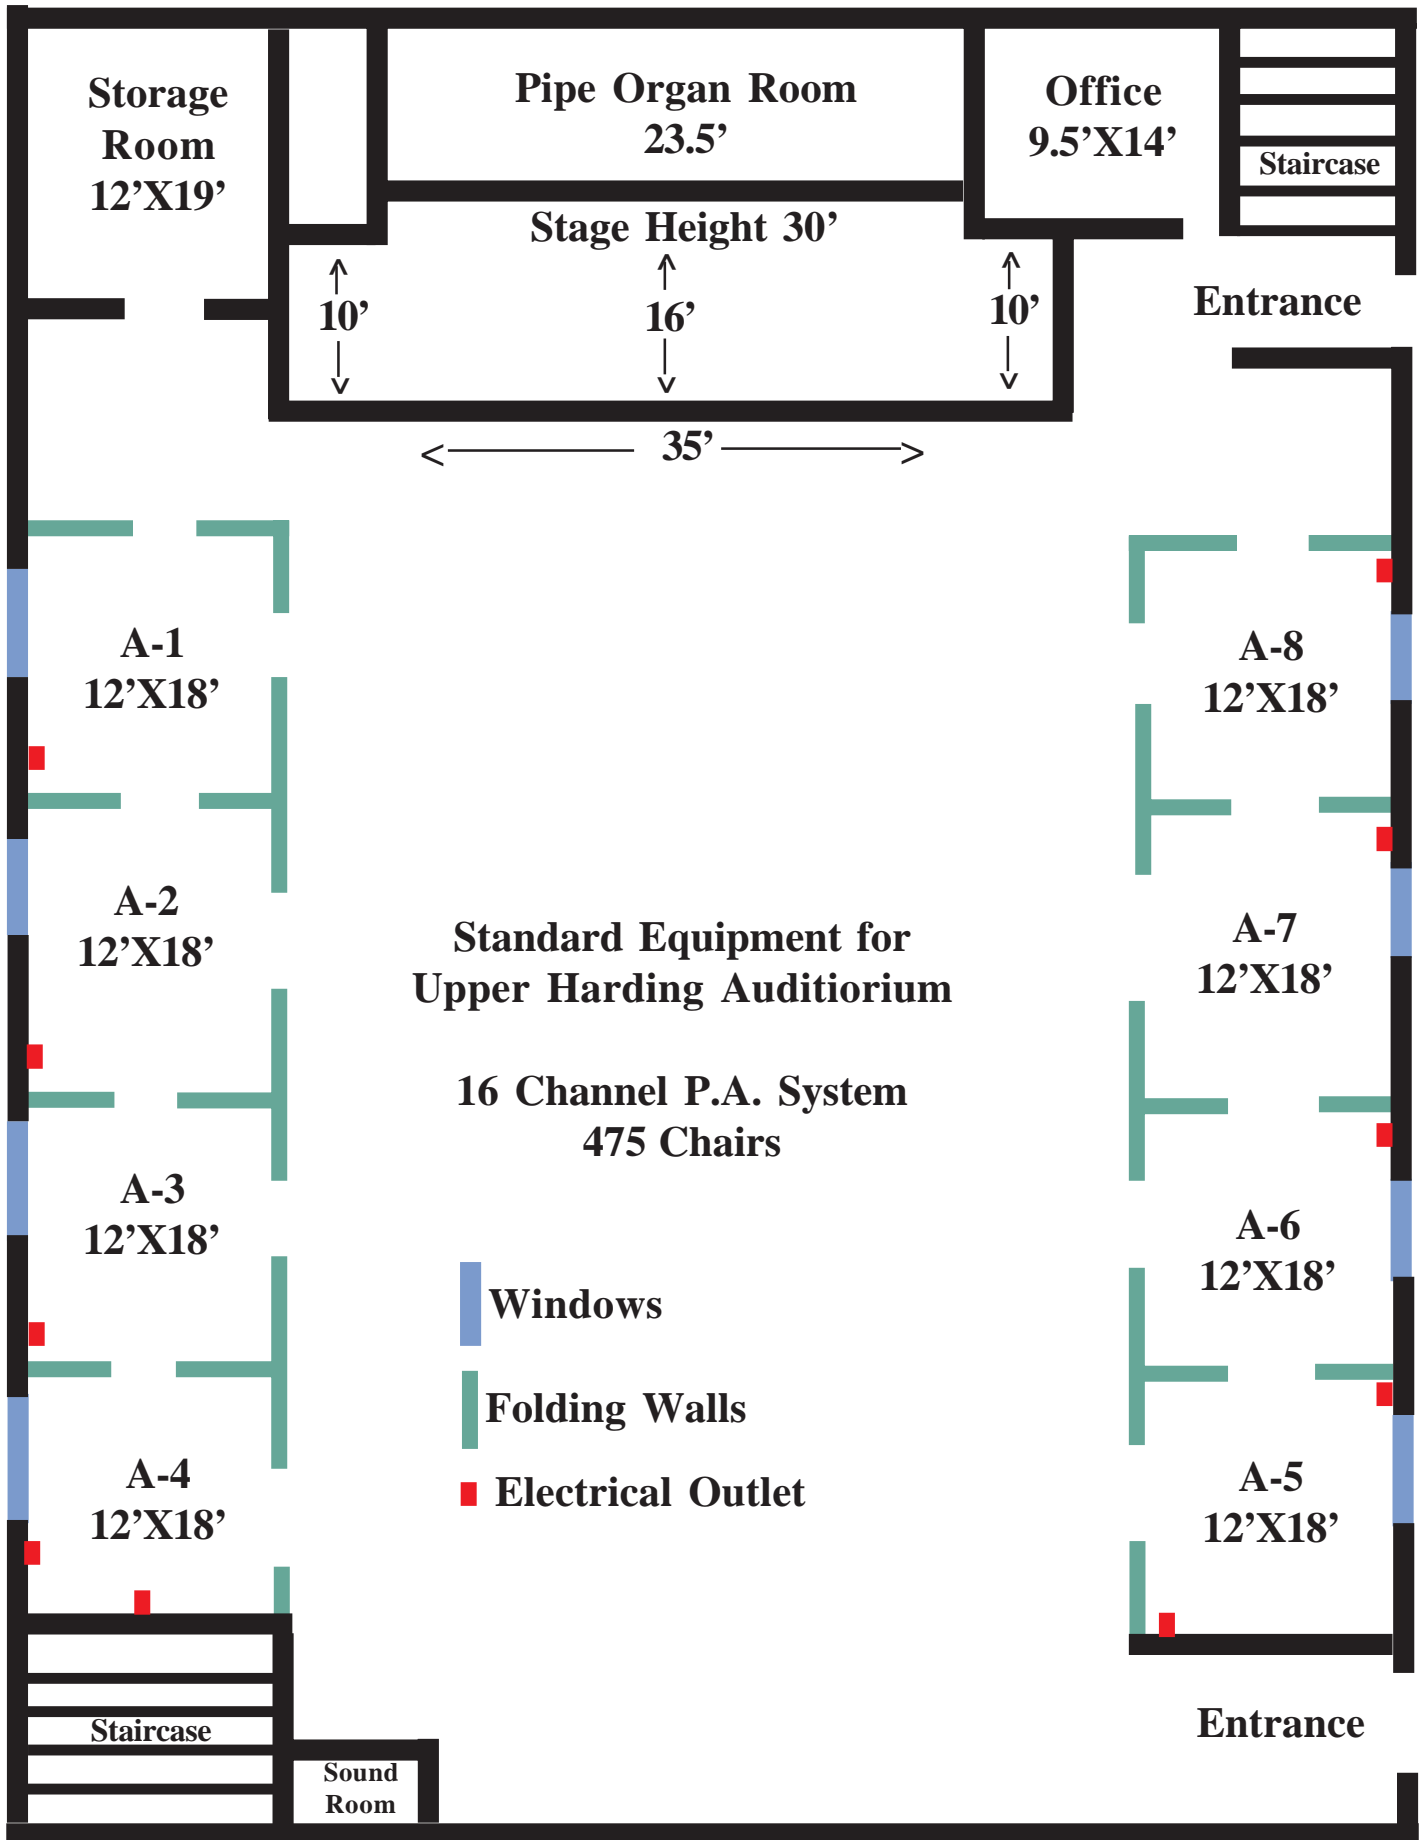 Storage
Room
12’X19’
Pipe Organ Room
23.5’
Office
9.5’X14’
Staircase
Stage Height 30’
10’
16’
10’
Entrance
35’
A-1
12’X18’
A-8
12’X18’
A-2
12’X18’
A-7
12’X18’
Standard Equipment for
Upper Harding Auditiorium
16 Channel P.A. System
475 Chairs
A-3
12’X18’
A-6
12’X18’
Windows
Folding Walls
Electrical Outlet
A-4
12’X18’
A-5
12’X18’
Staircase
Entrance
Sound
Room